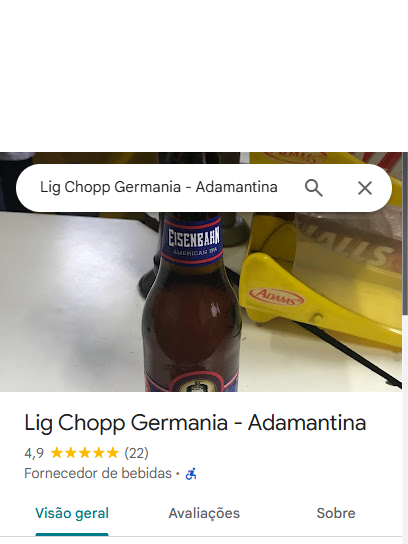 Lig Chopp Germania - Adamantina
EISENBAHN
AMERICAN IPA
HALLS
ADAMS
Lig Chopp Germania - Adamantina
4,9 (22)
Fornecedor de bebidas ·
Visão geral
Avaliações
Sobre